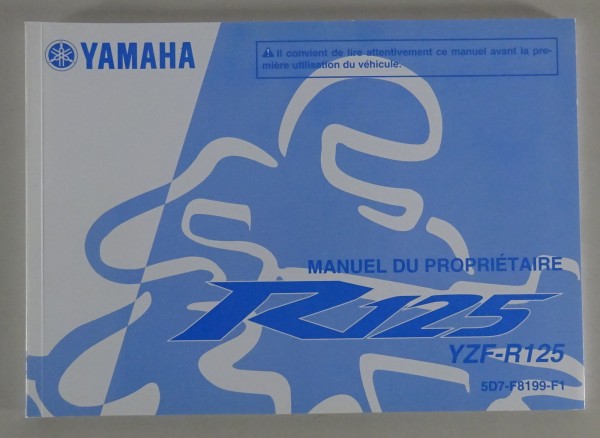 YAMAHA
⚠ Il convient de lire attentivement ce manuel avant la pre-
mière utilisation du véhicule.
MANUEL DU PROPRIÉTAIRE
R125
YZF-R125
5D7-F8199-F1